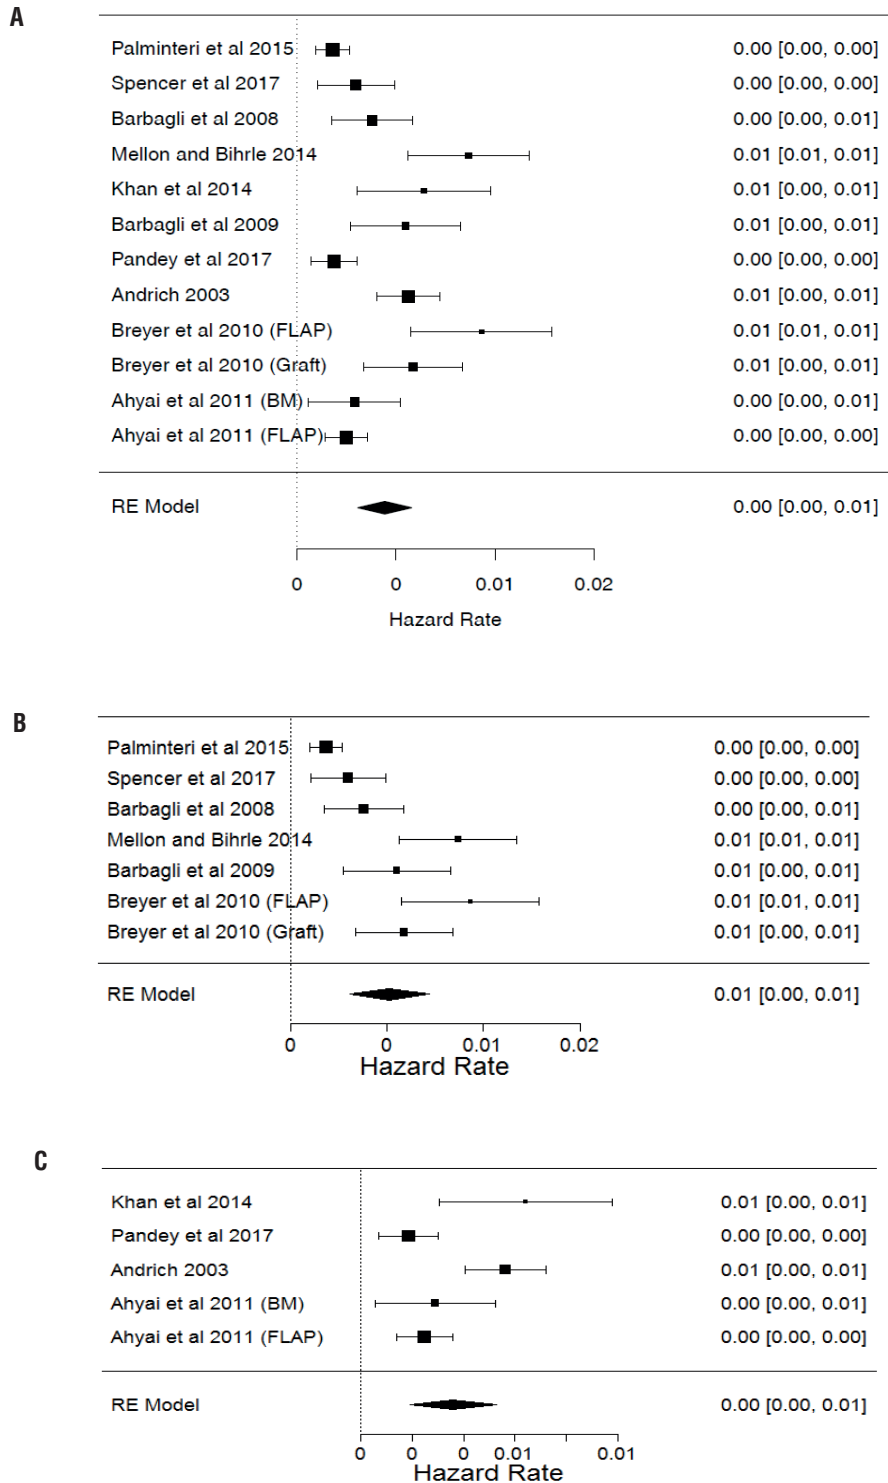 A
Palminteri et al 2015 0.00 [0.00, 0.00]
Spencer et al 2017 0.00 [0.00, 0.00]
Barbagli et al 2008 0.00 [0.00, 0.01]
Mellon and Bihrle 2014 0.01 [0.01, 0.01]
Khan et al 2014 0.01 [0.00, 0.01]
Barbagli et al 2009 0.01 [0.00, 0.01]
Pandey et al 2017 0.00 [0.00, 0.00]
Andrich 2003 0.01 [0.00, 0.01]
Breyer et al 2010 (FLAP) 0.01 [0.01, 0.01]
Breyer et al 2010 (Graft) 0.01 [0.00, 0.01]
Ahyai et al 2011 (BM) 0.00 [0.00, 0.01]
Ahyai et al 2011 (FLAP) 0.00 [0.00, 0.00]
RE Model 0.00 [0.00, 0.01]
0 0 0.01 0.02
Hazard Rate
B
Palminteri et al 2015 0.00 [0.00, 0.00]
Spencer et al 2017 0.00 [0.00, 0.00]
Barbagli et al 2008 0.00 [0.00, 0.01]
Mellon and Bihrle 2014 0.01 [0.01, 0.01]
Barbagli et al 2009 0.01 [0.00, 0.01]
Breyer et al 2010 (FLAP) 0.01 [0.01, 0.01]
Breyer et al 2010 (Graft) 0.01 [0.00, 0.01]
RE Model 0.01 [0.00, 0.01]
0 0 0.01 0.02
Hazard Rate
C
Khan et al 2014 0.01 [0.00, 0.01]
Pandey et al 2017 0.00 [0.00, 0.00]
Andrich 2003 0.01 [0.00, 0.01]
Ahyai et al 2011 (BM) 0.00 [0.00, 0.01]
Ahyai et al 2011 (FLAP) 0.00 [0.00, 0.00]
RE Model 0.00 [0.00, 0.01]
0 0 0 0.01 0.01
Hazard Rate